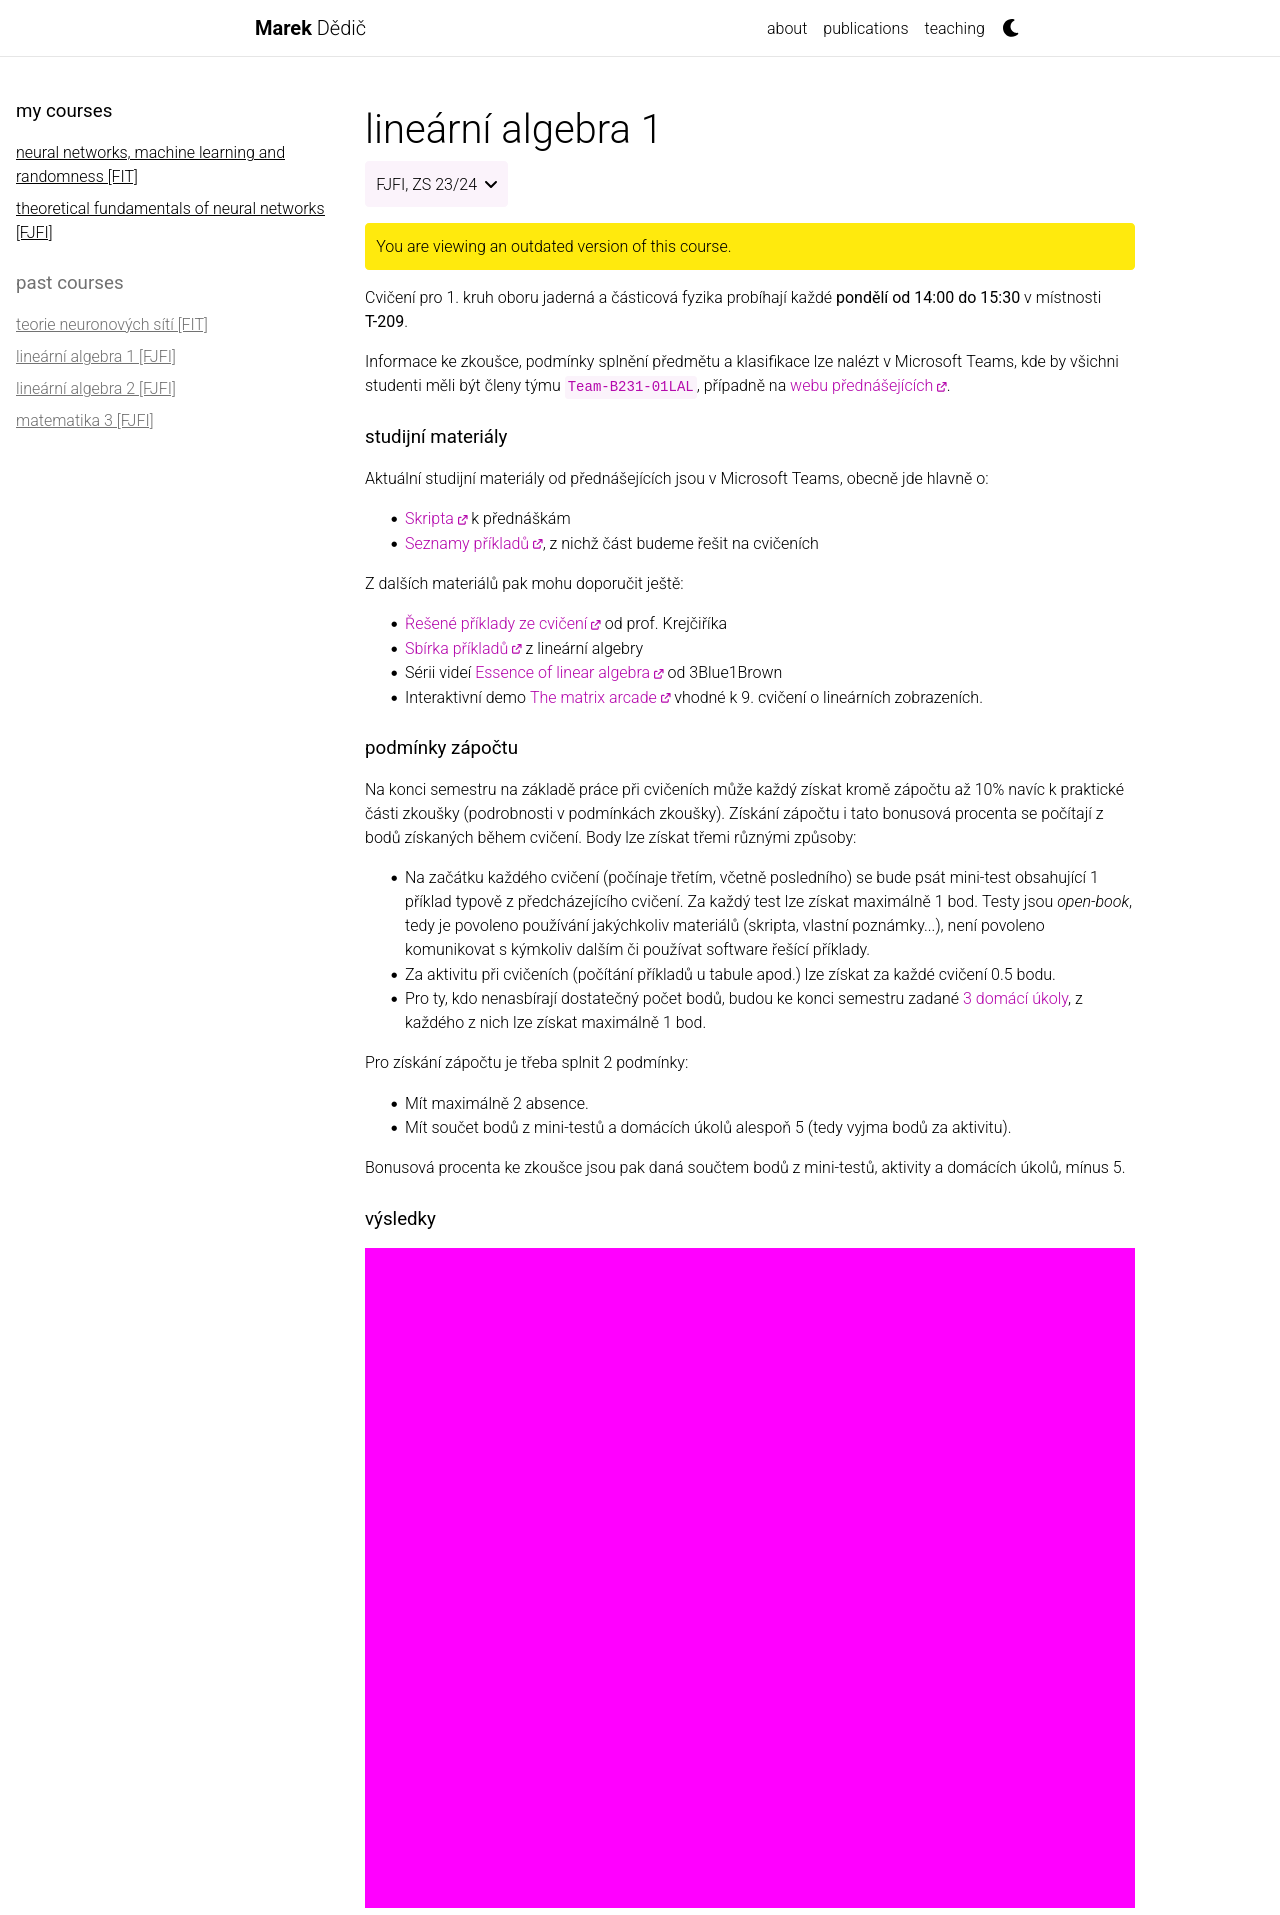 Marek Dědič
about publications teaching
my courses
neural networks, machine learning and
randomness [FIT]
theoretical fundamentals of neural networks
[FJFI]
past courses
teorie neuronových sítí [FIT]
lineární algebra 1 [FJFI]
lineární algebra 2 [FJFI]
matematika 3 [FJFI]
lineární algebra 1
FJFI, ZS 23/24
You are viewing an outdated version of this course.
Cvičení pro 1. kruh oboru jaderná a částicová fyzika probíhají každé pondělí od 14:00 do 15:30 v místnosti
T-209.
Informace ke zkoušce, podmínky splnění předmětu a klasifikace lze nalézt v Microsoft Teams, kde by všichni
studenti měli být členy týmu Team-B231-01LAL, případně na webu přednášejících.
studijní materiály
Aktuální studijní materiály od přednášejících jsou v Microsoft Teams, obecně jde hlavně o:
• Skripta k přednáškám
• Seznamy příkladů, z nichž část budeme řešit na cvičeních
Z dalších materiálů pak mohu doporučit ještě:
• Řešené příklady ze cvičení od prof. Krejčiříka
• Sbírka příkladů z lineární algebry
• Sérii videí Essence of linear algebra od 3Blue1Brown
• Interaktivní demo The matrix arcade vhodné k 9. cvičení o lineárních zobrazeních.
podmínky zápočtu
Na konci semestru na základě práce při cvičeních může každý získat kromě zápočtu až 10% navíc k praktické
části zkoušky (podrobnosti v podmínkách zkoušky). Získání zápočtu i tato bonusová procenta se počítají z
bodů získaných během cvičení. Body lze získat třemi různými způsoby:
• Na začátku každého cvičení (počínaje třetím, včetně posledního) se bude psát mini-test obsahující 1
příklad typově z předcházejícího cvičení. Za každý test lze získat maximálně 1 bod. Testy jsou open-book,
tedy je povoleno používání jakýchkoliv materiálů (skripta, vlastní poznámky...), není povoleno
komunikovat s kýmkoliv dalším či používat software řešící příklady.
• Za aktivitu při cvičeních (počítání příkladů u tabule apod.) lze získat za každé cvičení 0.5 bodu.
• Pro ty, kdo nenasbírají dostatečný počet bodů, budou ke konci semestru zadané 3 domácí úkoly, z
každého z nich lze získat maximálně 1 bod.
Pro získání zápočtu je třeba splnit 2 podmínky:
• Mít maximálně 2 absence.
• Mít součet bodů z mini-testů a domácích úkolů alespoň 5 (tedy vyjma bodů za aktivitu).
Bonusová procenta ke zkoušce jsou pak daná součtem bodů z mini-testů, aktivity a domácích úkolů, mínus 5.
výsledky